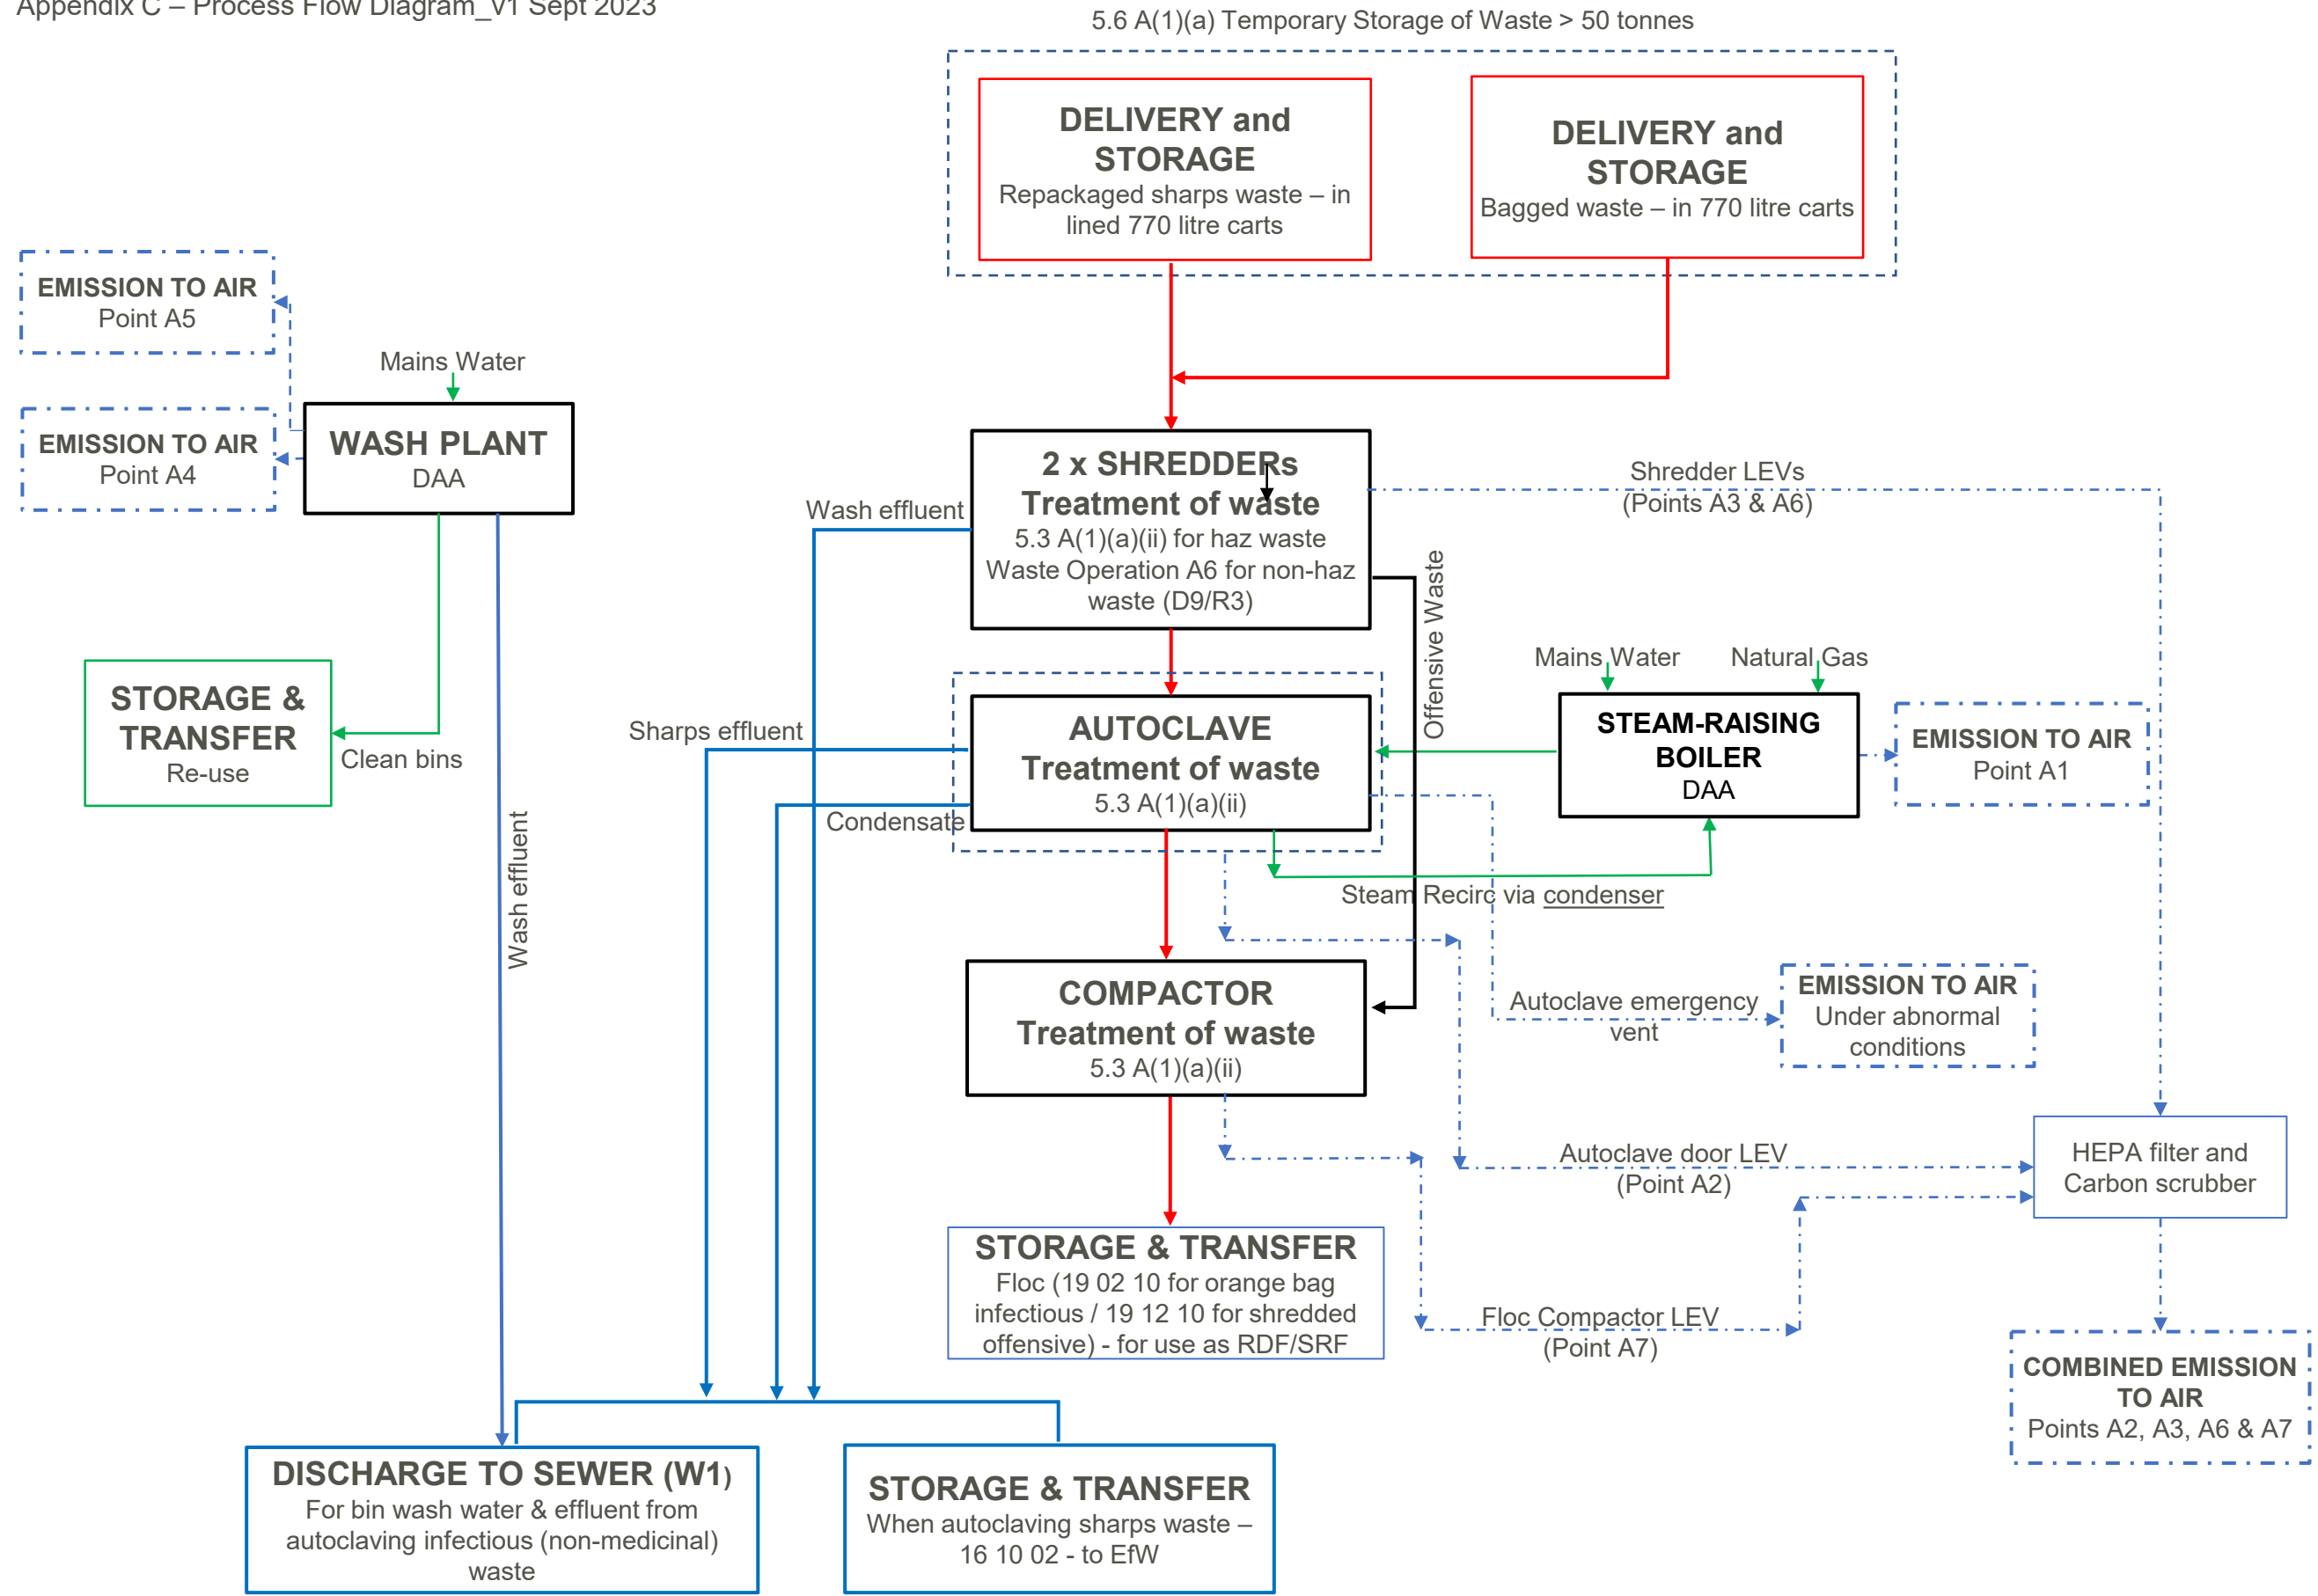 Appendix C – Process Flow Diagram_v1 Sept 2023
5.6 A(1)(a) Temporary Storage of Waste > 50 tonnes
DELIVERY and
STORAGE
Repackaged sharps waste – in
lined 770 litre carts
DELIVERY and
STORAGE
Bagged waste – in 770 litre carts
EMISSION TO AIR
Point A5
Mains Water
EMISSION TO AIR
Point A4
WASH PLANT
DAA
2 x SHREDDERs
Treatment of waste
5.3 A(1)(a)(ii) for haz waste
Waste Operation A6 for non-haz
waste (D9/R3)
Wash effluent
Shredder LEVs
(Points A3 & A6)
Offensive Waste
STORAGE &
TRANSFER
Re-use
Clean bins
Sharps effluent
Condensate
AUTOCLAVE
Treatment of waste
5.3 A(1)(a)(ii)
Mains Water
Natural Gas
STEAM-RAISING
BOILER
DAA
EMISSION TO AIR
Point A1
Wash effluent
Steam Recirc via condenser
COMPACTOR
Treatment of waste
5.3 A(1)(a)(ii)
Autoclave emergency
vent
EMISSION TO AIR
Under abnormal
conditions
Autoclave door LEV
(Point A2)
HEPA filter and
Carbon scrubber
STORAGE & TRANSFER
Floc (19 02 10 for orange bag
infectious / 19 12 10 for shredded
offensive) - for use as RDF/SRF
Floc Compactor LEV
(Point A7)
COMBINED EMISSION
TO AIR
Points A2, A3, A6 & A7
DISCHARGE TO SEWER (W1)
For bin wash water & effluent from
autoclaving infectious (non-medicinal)
waste
STORAGE & TRANSFER
When autoclaving sharps waste –
16 10 02 - to EfW